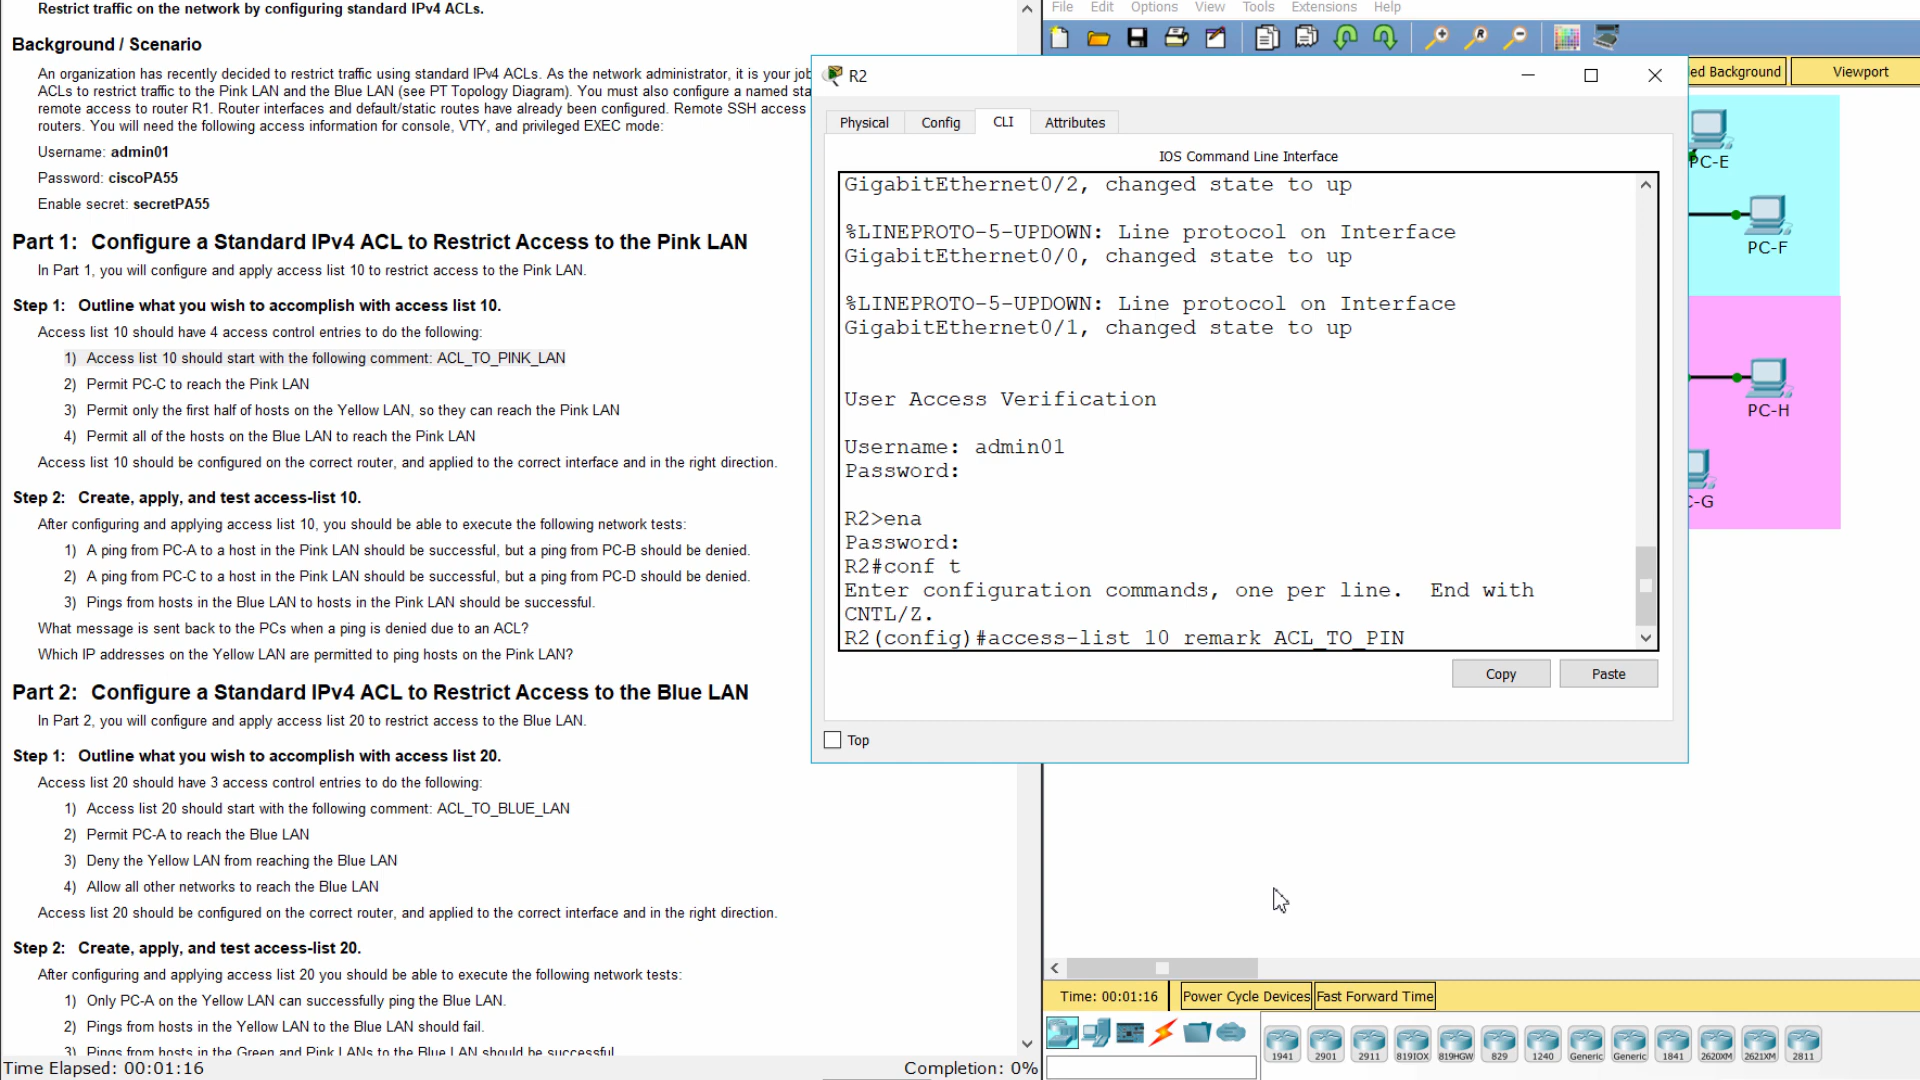 Restrict traffic on the network by configuring standard IPv4 ACLs.
Background / Scenario
An organization has recently decided to restrict traffic using standard IPv4 ACLs. As the network administrator, it is your job
ACLs to restrict traffic to the Pink LAN and the Blue LAN (see PT Topology Diagram). You must also configure a named sta
remote access to router R1. Router interfaces and default/static routes have already been configured. Remote SSH access
routers. You will need the following access information for console, VTY, and privileged EXEC mode:
Username: admin01
Password: ciscoPA55
Enable secret: secretPA55
Part 1: Configure a Standard IPv4 ACL to Restrict Access to the Pink LAN
In Part 1, you will configure and apply access list 10 to restrict access to the Pink LAN.
Step 1: Outline what you wish to accomplish with access list 10.
Access list 10 should have 4 access control entries to do the following:
1) Access list 10 should start with the following comment: ACL_TO_PINK_LAN
2) Permit PC-C to reach the Pink LAN
3) Permit only the first half of hosts on the Yellow LAN, so they can reach the Pink LAN
4) Permit all of the hosts on the Blue LAN to reach the Pink LAN
Access list 10 should be configured on the correct router, and applied to the correct interface and in the right direction.
Step 2: Create, apply, and test access-list 10.
After configuring and applying access list 10, you should be able to execute the following network tests:
1) A ping from PC-A to a host in the Pink LAN should be successful, but a ping from PC-B should be denied.
2) A ping from PC-C to a host in the Pink LAN should be successful, but a ping from PC-D should be denied.
3) Pings from hosts in the Blue LAN to hosts in the Pink LAN should be successful.
What message is sent back to the PCs when a ping is denied due to an ACL?
Which IP addresses on the Yellow LAN are permitted to ping hosts on the Pink LAN?
Part 2: Configure a Standard IPv4 ACL to Restrict Access to the Blue LAN
In Part 2, you will configure and apply access list 20 to restrict access to the Blue LAN.
Step 1: Outline what you wish to accomplish with access list 20.
Access list 20 should have 3 access control entries to do the following:
1) Access list 20 should start with the following comment: ACL_TO_BLUE_LAN
2) Permit PC-A to reach the Blue LAN
3) Deny the Yellow LAN from reaching the Blue LAN
4) Allow all other networks to reach the Blue LAN
Access list 20 should be configured on the correct router, and applied to the correct interface and in the right direction.
Step 2: Create, apply, and test access-list 20.
After configuring and applying access list 20 you should be able to execute the following network tests:
1) Only PC-A on the Yellow LAN can successfully ping the Blue LAN.
2) Pings from hosts in the Yellow LAN to the Blue LAN should fail.
3) Pings from hosts in the Green and Pink LANs to the Blue LAN should be successful.
Time Elapsed: 00:01:16
Completion: 0%
File Edit Options View Tools Extensions Help
ed Background
Viewport
R2
Physical Config CLI Attributes
IOS Command Line Interface
GigabitEthernet0/2, changed state to up
%LINEPROTO-5-UPDOWN: Line protocol on Interface
GigabitEthernet0/0, changed state to up
%LINEPROTO-5-UPDOWN: Line protocol on Interface
GigabitEthernet0/1, changed state to up
User Access Verification
Username: admin01
Password:
R2>ena
Password:
R2#conf t
Enter configuration commands, one per line.  End with
CNTL/Z.
R2(config)#access-list 10 remark ACL_TO_PIN
Copy
Paste
Top
PC-E
PC-F
PC-H
C-G
Time: 00:01:16
Power Cycle Devices
Fast Forward Time
1941 2901 2911 819IOX 819HGW 829 1240 Generic Generic 1841 2620XM 2621XM 2811